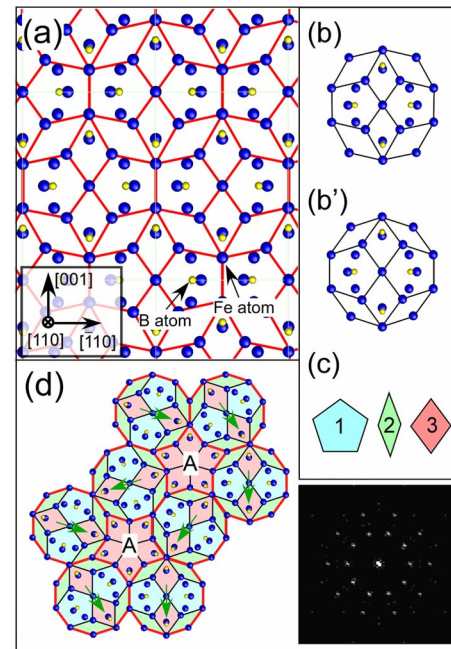 (a)
(b)
(b')
[001]
[110]
[110]
B atom
Fe atom
(c)
1
2
3
(d)
A
A